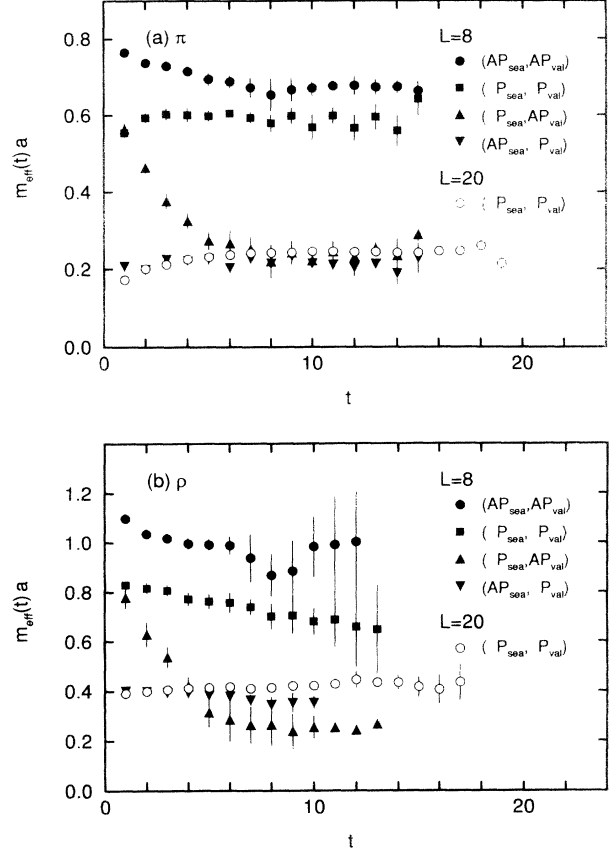 (a) π
L=8
(AP_sea,AP_val)
( P_sea, P_val)
( P_sea,AP_val)
(AP_sea, P_val)
L=20
( P_sea, P_val)
0.8
0.6
0.4
0.2
0.0
m_eff(t) a
0 10 20
t
(b) ρ
L=8
(AP_sea,AP_val)
( P_sea, P_val)
( P_sea,AP_val)
(AP_sea, P_val)
L=20
( P_sea, P_val)
1.2
1.0
0.8
0.6
0.4
0.2
0.0
m_eff(t) a
0 10 20
t